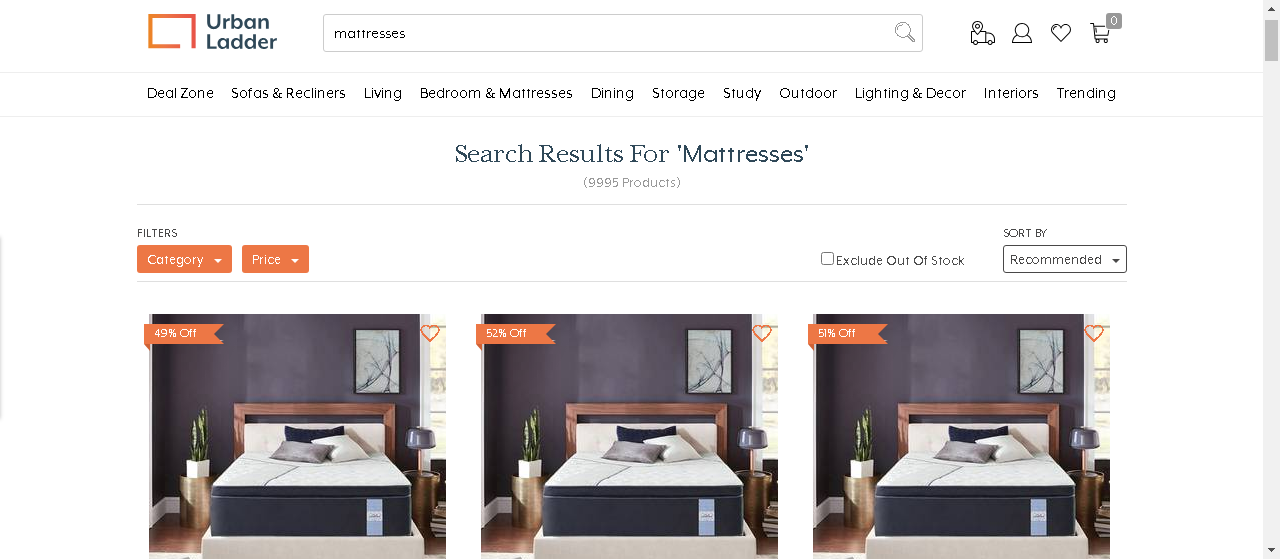 Urban
Ladder
mattresses
0
Deal Zone Sofas & Recliners Living Bedroom & Mattresses Dining Storage Study Outdoor Lighting & Decor Interiors Trending
Search Results For 'Mattresses'
(9995 Products)
FILTERS
SORT BY
Category Price
Exclude Out Of Stock
Recommended
49% Off
52% Off
51% Off